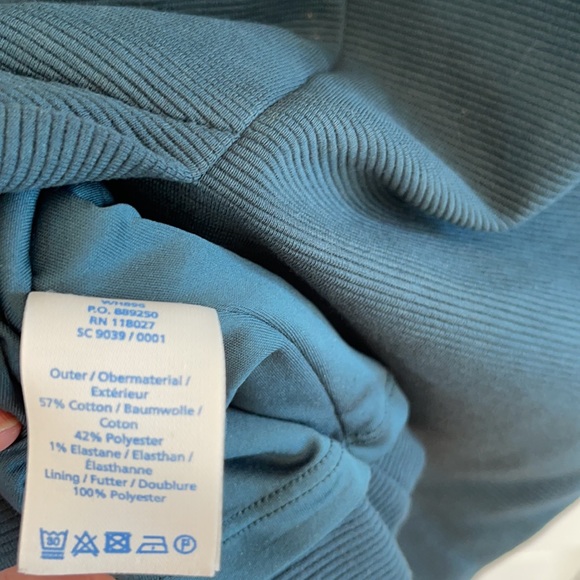 P.O. 889250
RN 118027
SC 9039 / 0001
Outer / Obermaterial /
Extérieur
57% Cotton / Baumwolle /
Coton
42% Polyester
1% Elastane / Elasthan /
Élasthanne
Lining / Futter / Doublure
100% Polyester
30
P